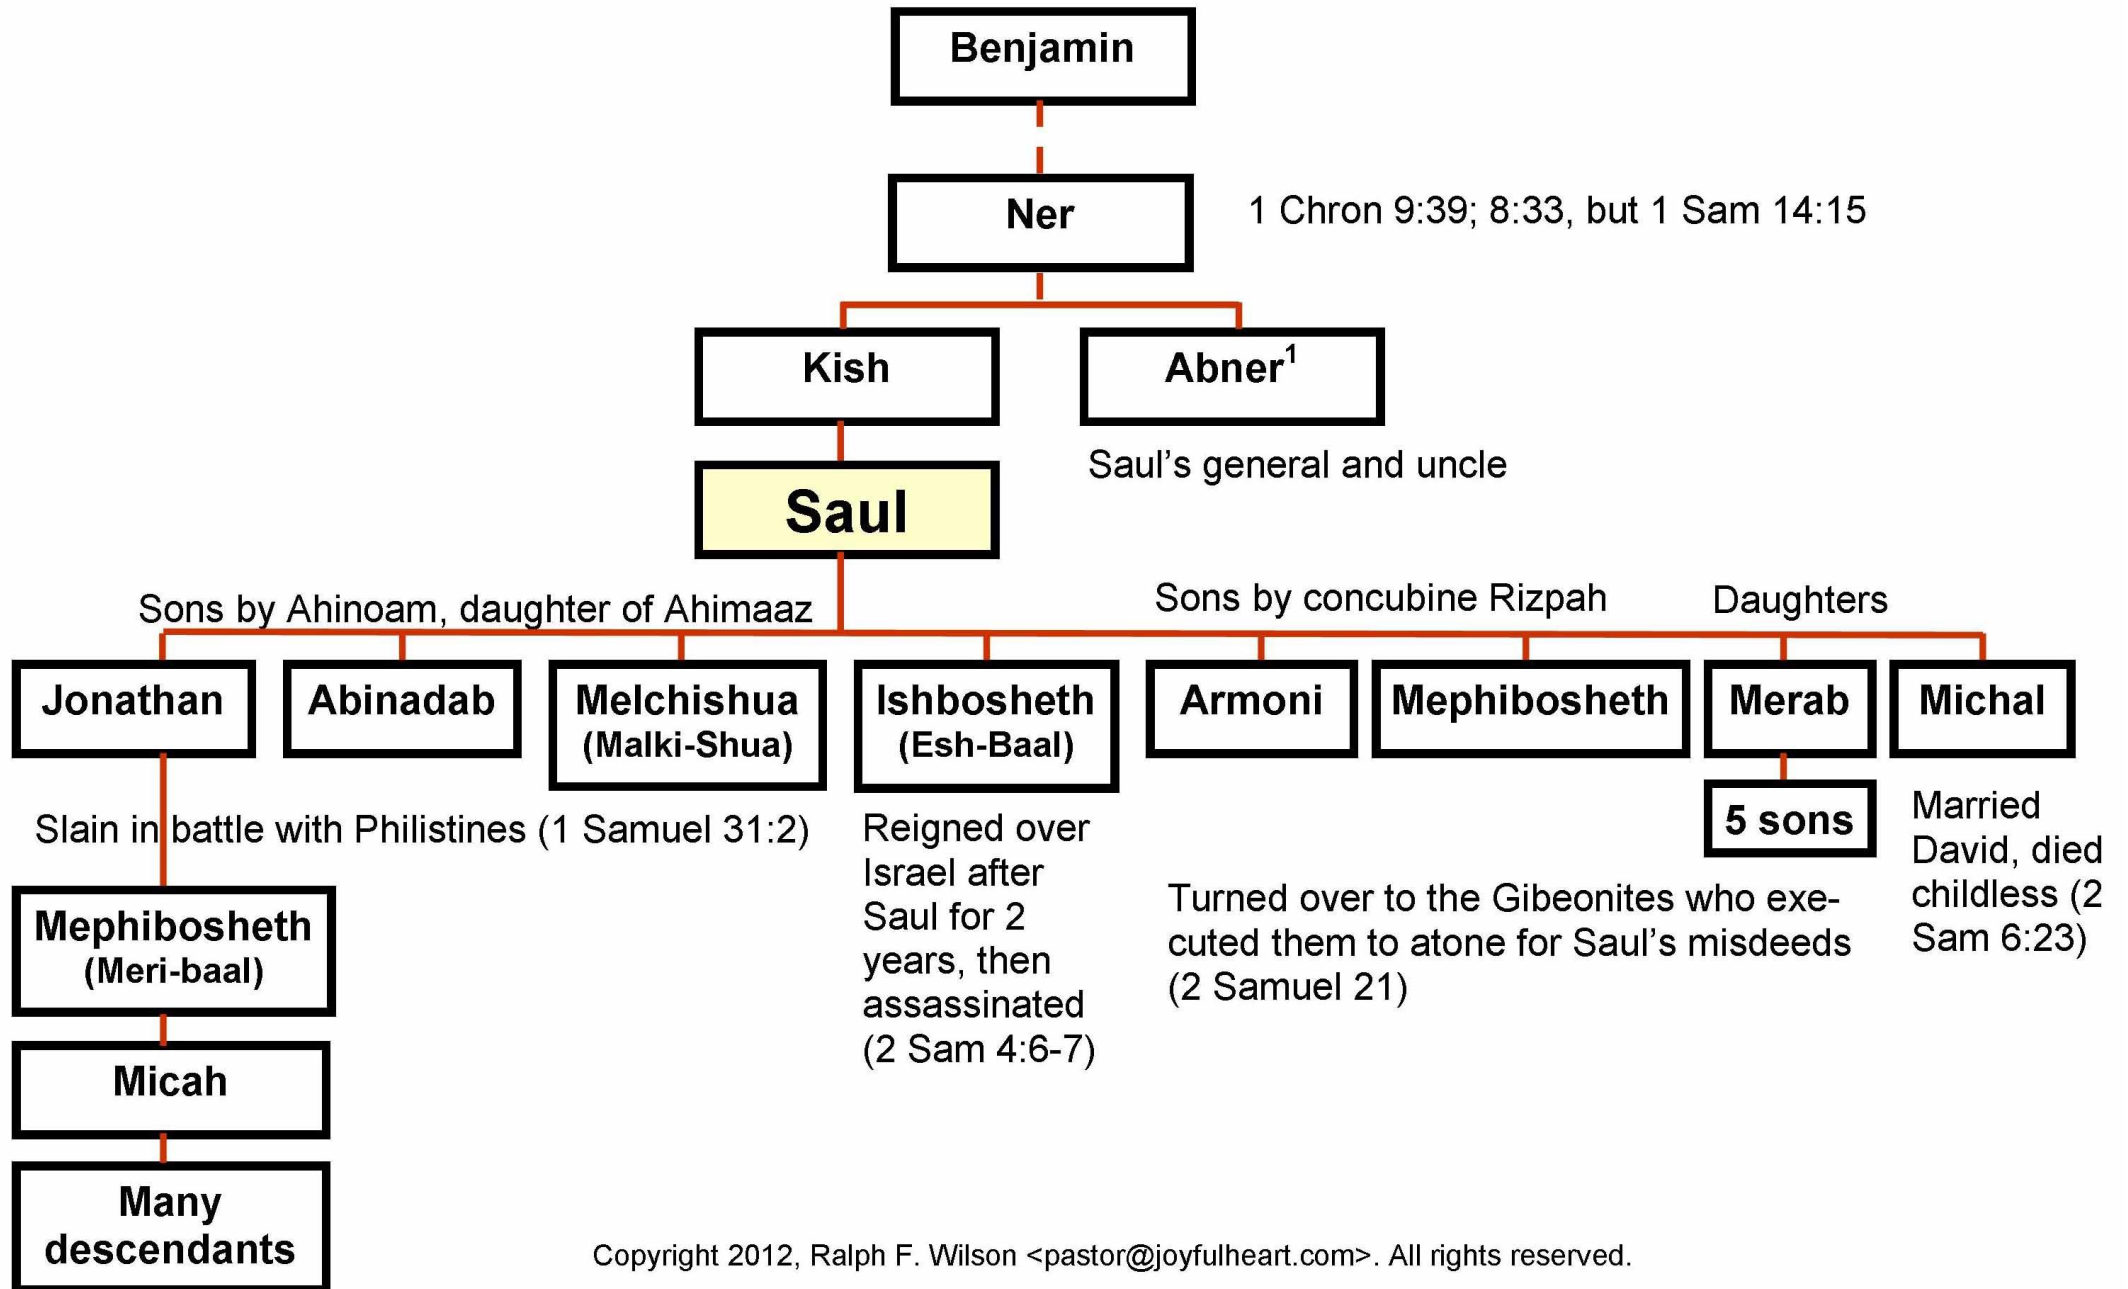 Benjamin
Ner
1 Chron 9:39; 8:33, but 1 Sam 14:15
Kish
Abner¹
Saul's general and uncle
Saul
Sons by Ahinoam, daughter of Ahimaaz
Sons by concubine Rizpah
Daughters
Jonathan
Abinadab
Melchishua
(Malki-Shua)
Ishbosheth
(Esh-Baal)
Armoni
Mephibosheth
Merab
Michal
Slain in battle with Philistines (1 Samuel 31:2)
Reigned over
Israel after
Saul for 2
years, then
assassinated
(2 Sam 4:6-7)
5 sons
Married
David, died
childless (2
Sam 6:23)
Turned over to the Gibeonites who exe-
cuted them to atone for Saul's misdeeds
(2 Samuel 21)
Mephibosheth
(Meri-baal)
Micah
Many
descendants
Copyright 2012, Ralph F. Wilson <pastor@joyfulheart.com>. All rights reserved.